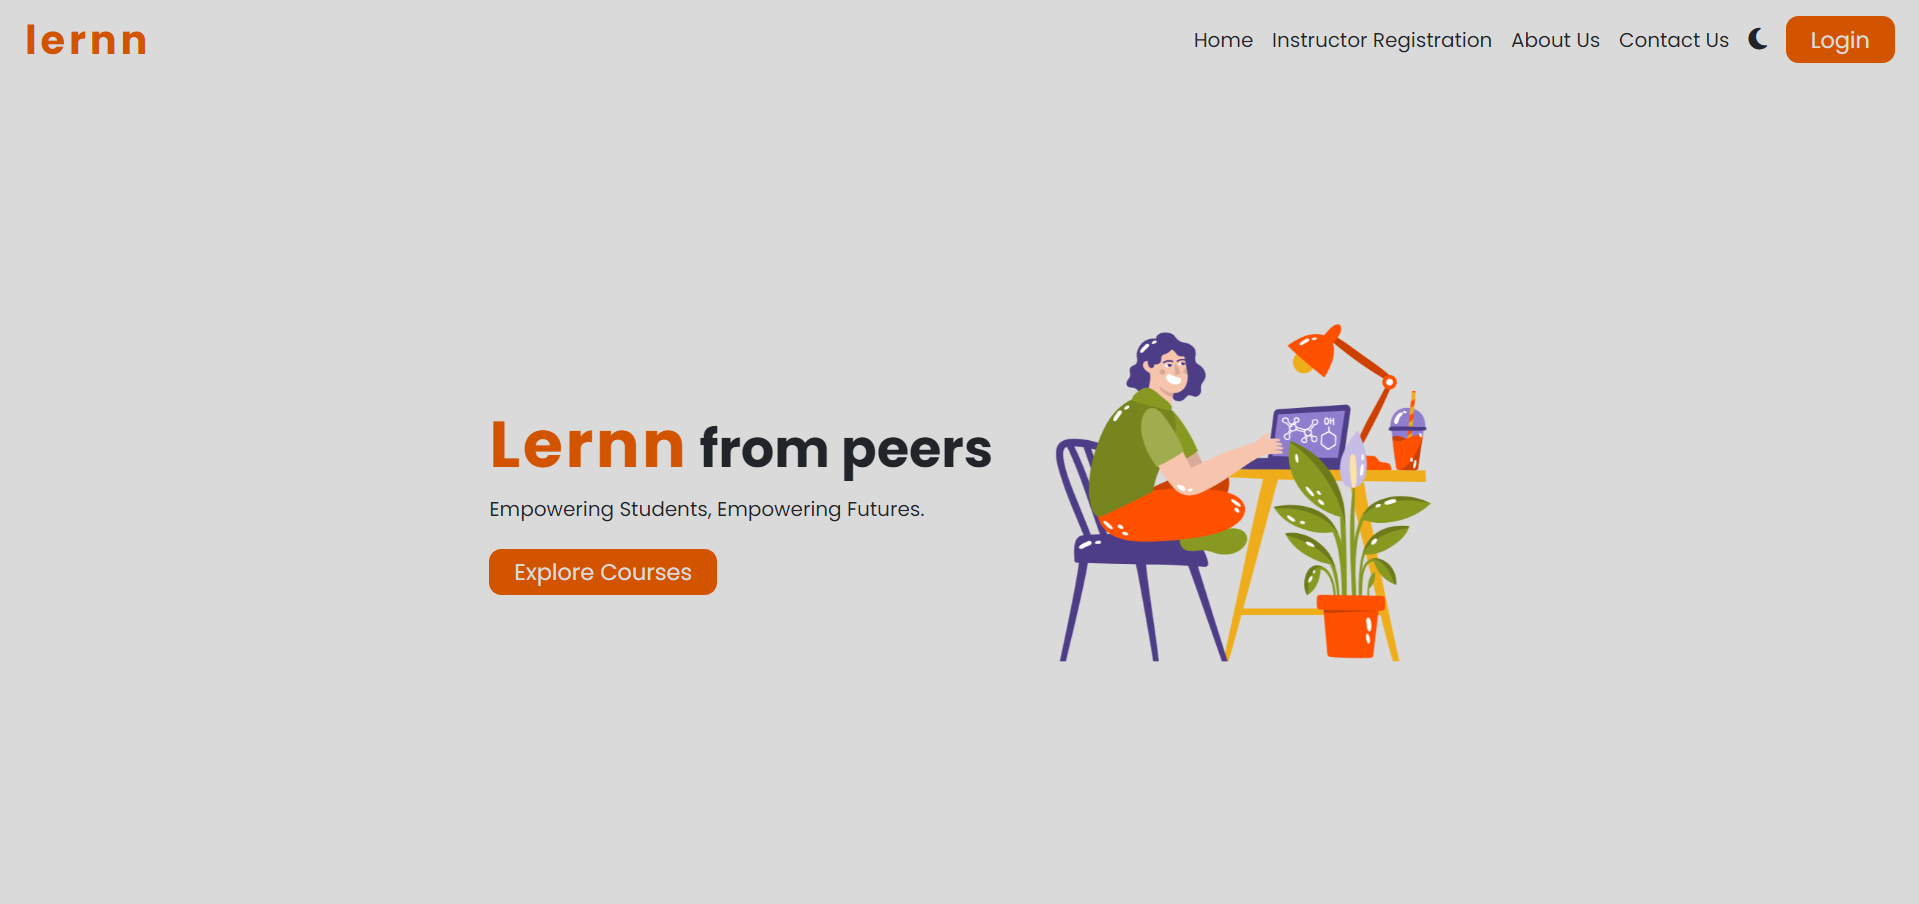 lernn
Home Instructor Registration About Us Contact Us Login
Lernn from peers
Empowering Students, Empowering Futures.
Explore Courses
OH